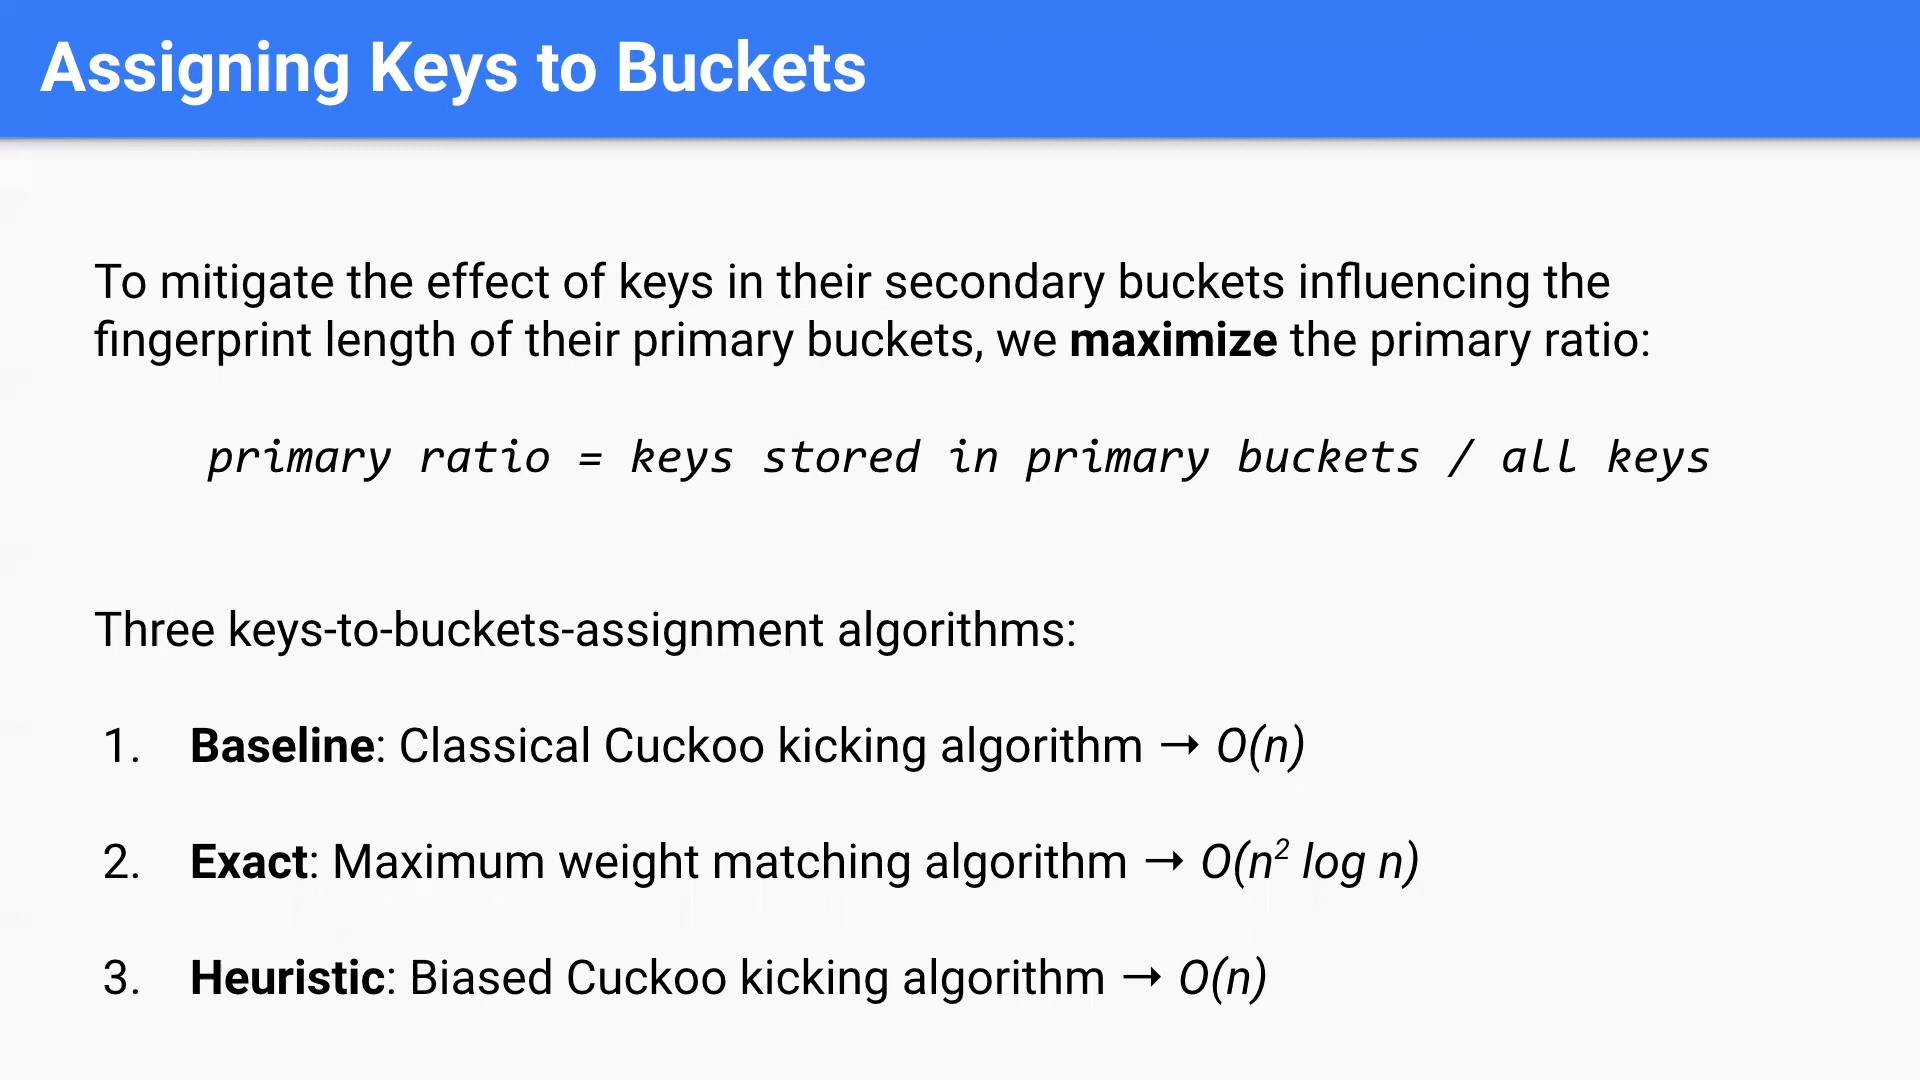 Assigning Keys to Buckets
To mitigate the effect of keys in their secondary buckets influencing the
fingerprint length of their primary buckets, we maximize the primary ratio:
primary ratio = keys stored in primary buckets / all keys
Three keys-to-buckets-assignment algorithms:
1. Baseline: Classical Cuckoo kicking algorithm → O(n)
2. Exact: Maximum weight matching algorithm → O(n² log n)
3. Heuristic: Biased Cuckoo kicking algorithm → O(n)